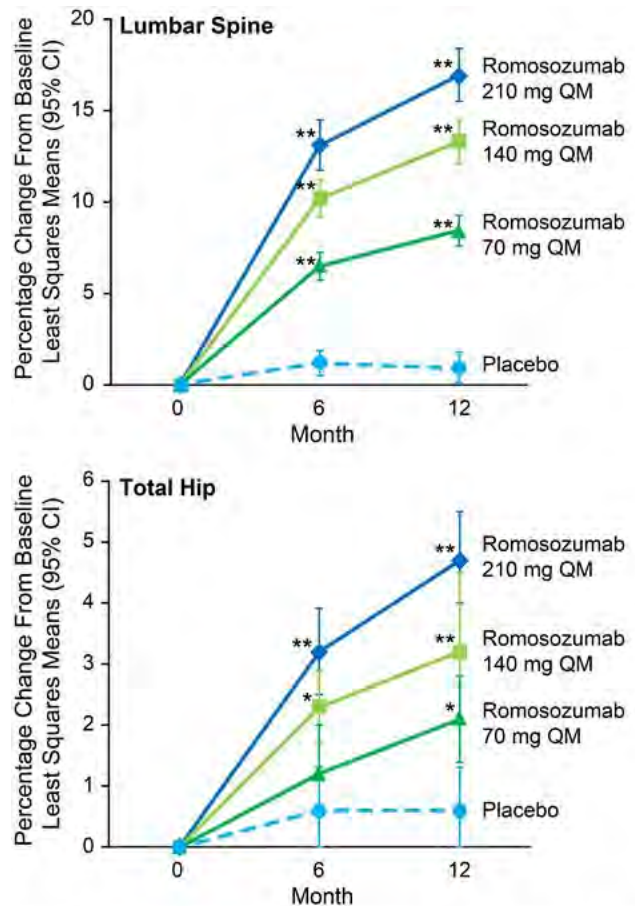 Lumbar Spine
Percentage Change From Baseline
Least Squares Means (95% CI)
20
15
10
5
0
**
**
**
**
**
**
Romosozumab
210 mg QM
Romosozumab
140 mg QM
Romosozumab
70 mg QM
Placebo
0
6
12
Month
Total Hip
Percentage Change From Baseline
Least Squares Means (95% CI)
6
5
4
3
2
1
0
**
*
**
**
*
Romosozumab
210 mg QM
Romosozumab
140 mg QM
Romosozumab
70 mg QM
Placebo
0
6
12
Month